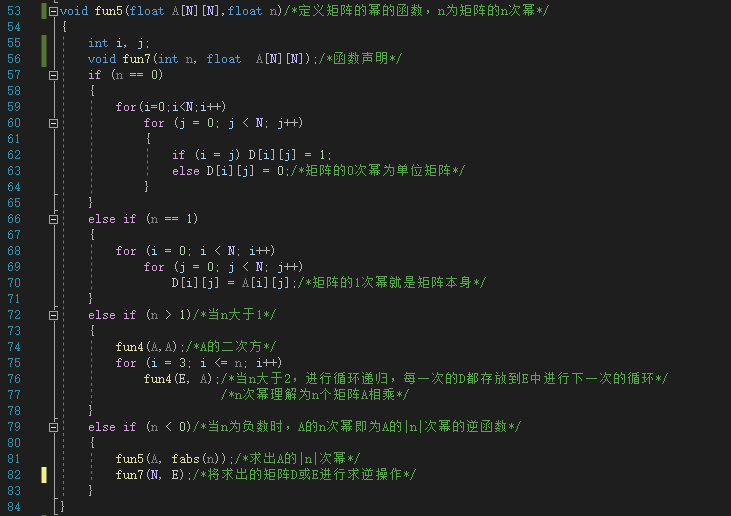 53 void fun5(float A[N][N],float n)/*定义矩阵的幂的函数，n为矩阵的n次幂*/
54 {
55 int i, j;
56 void fun7(int n, float  A[N][N]);/*函数声明*/
57 if (n == 0)
58 {
59 for(i=0;i<N;i++)
60 for (j = 0; j < N; j++)
61 {
62 if (i = j) D[i][j] = 1;
63 else D[i][j] = 0;/*矩阵的0次幂为单位矩阵*/
64 }
65 }
66 else if (n == 1)
67 {
68 for (i = 0; i < N; i++)
69 for (j = 0; j < N; j++)
70 D[i][j] = A[i][j];/*矩阵的1次幂就是矩阵本身*/
71 }
72 else if (n > 1)/*当n大于1*/
73 {
74 fun4(A,A);/*A的二次方*/
75 for (i = 3; i <= n; i++)
76 fun4(E, A);/*当n大于2，进行循环递归，每一次的D都存放到E中进行下一次的循环*/
77 /*n次幂理解为n个矩阵A相乘*/
78 }
79 else if (n < 0)/*当n为负数时，A的n次幂即为A的|n|次幂的逆函数*/
80 {
81 fun5(A, fabs(n));/*求出A的|n|次幂*/
82 fun7(N, E);/*将求出的矩阵D或E进行求逆操作*/
83 }
84 }